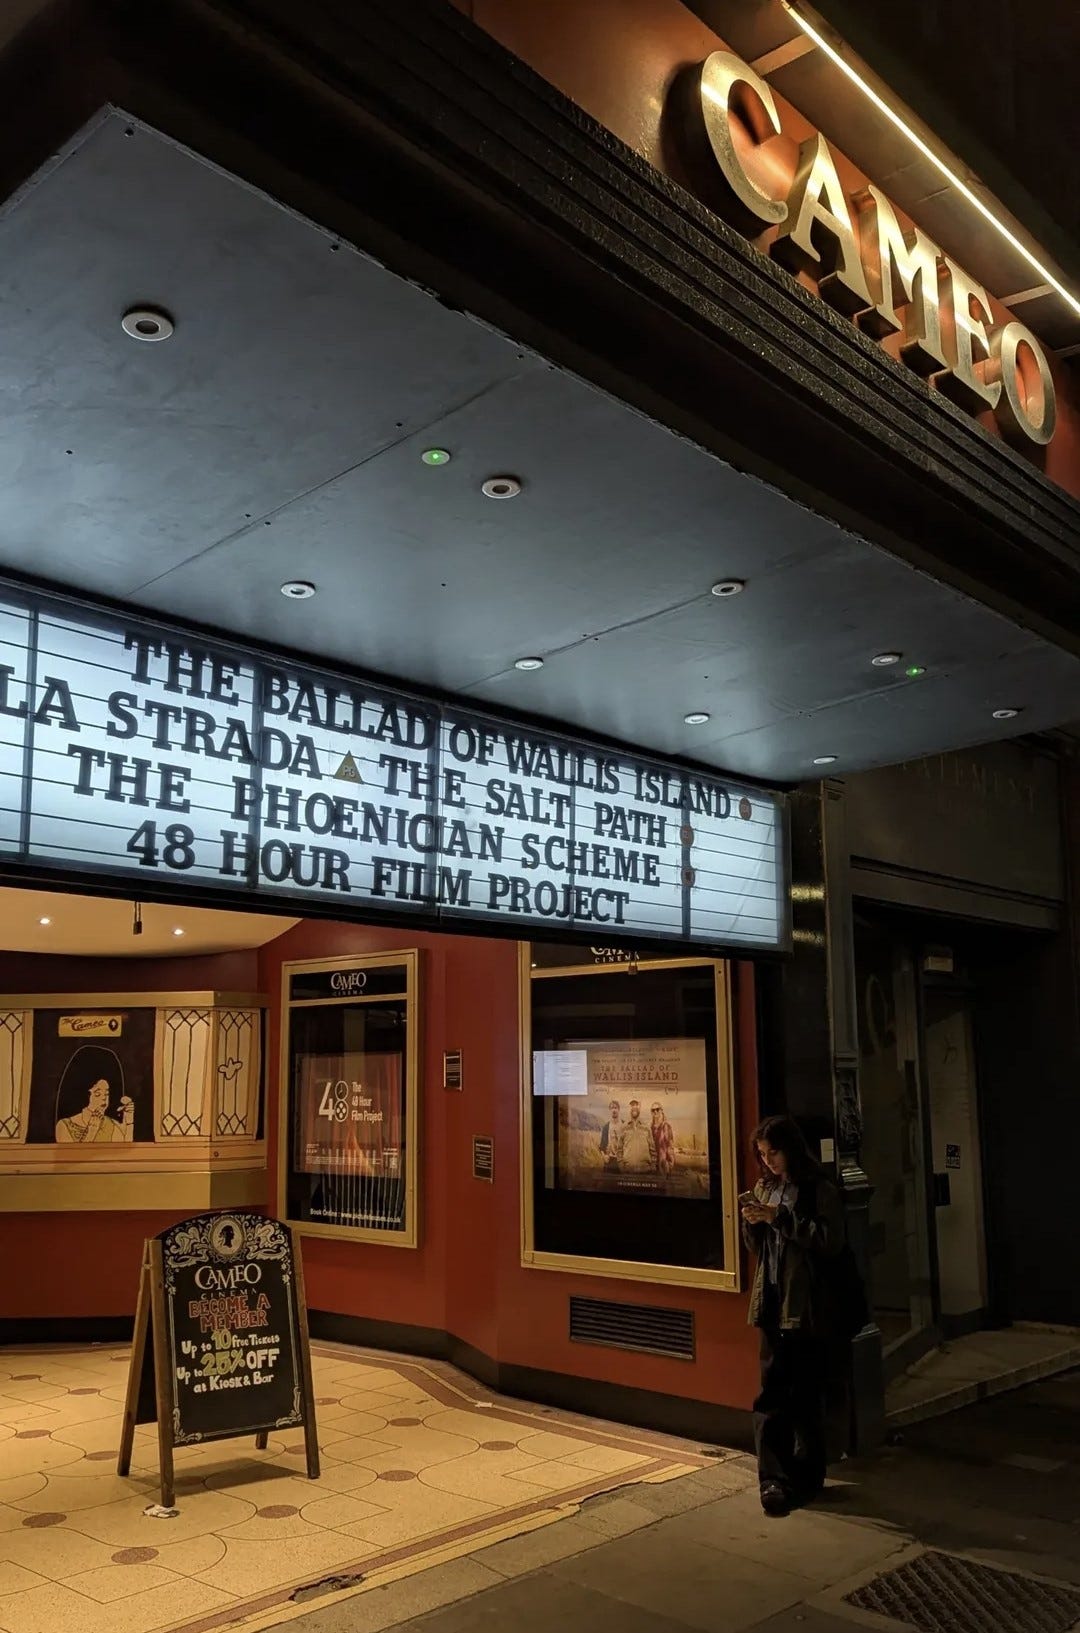 CAMEO
THE BALLAD OF WALLIS ISLAND
LA STRADA PG THE SALT PATH
THE PHOENICIAN SCHEME
48 HOUR FILM PROJECT
CAMEO
CINEMA
CAMEO
CINEMA
The Cameo
48 The
48 Hour
Film Project
THE BALLAD OF
WALLIS ISLAND
CAMEO
CINEMA
BECOME A
MEMBER
Up to 10 free Tickets
Up to 25% OFF
at Kiosk & Bar